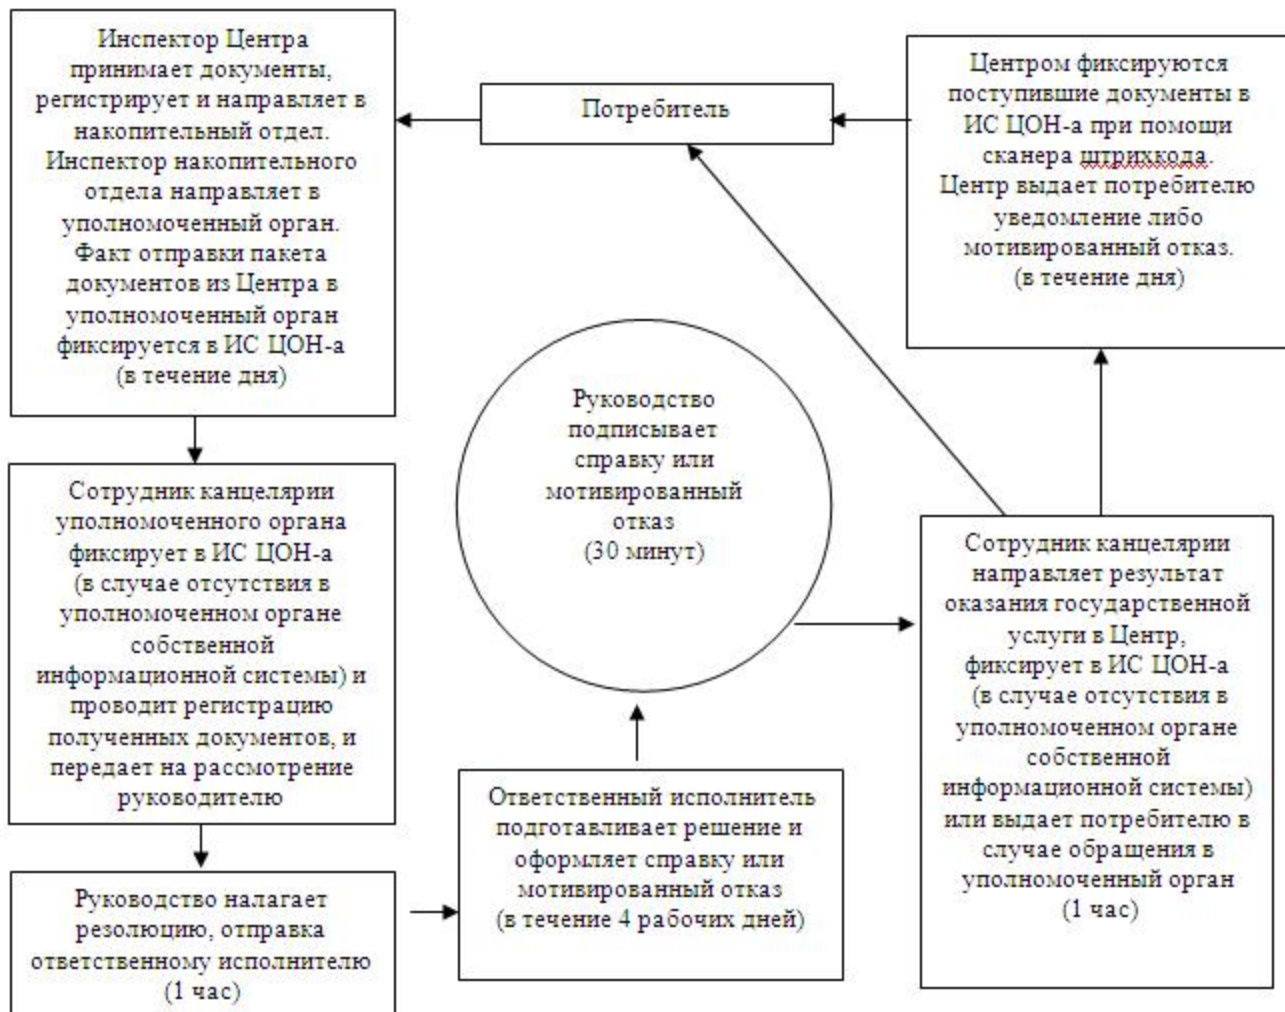 Инспектор Центра
принимает документы,
регистрирует и направляет в
накопительный отдел.
Инспектор накопительного
отдела направляет в
уполномоченный орган.
Факт отправки пакета
документов из Центра в
уполномоченный орган
фиксируется в ИС ЦОН-а
(в течение дня)
Потребитель
Центром фиксируются
поступившие документы в
ИС ЦОН-а при помощи
сканера штрихкода.
Центр выдает потребителю
уведомление либо
мотивированный отказ.
(в течение дня)
Сотрудник канцелярии
уполномоченного органа
фиксирует в ИС ЦОН-а
(в случае отсутствия в
уполномоченном органе
собственной
информационной системы) и
проводит регистрацию
полученных документов, и
передает на рассмотрение
руководителю
Руководство налагает
резолюцию, отправка
ответственному исполнителю
(1 час)
Ответственный исполнитель
подготавливает решение и
оформляет справку или
мотивированный отказ
(в течение 4 рабочих дней)
Руководство
подписывает
справку или
мотивированный
отказ
(30 минут)
Сотрудник канцелярии
направляет результат
оказания государственной
услуги в Центр,
фиксирует в ИС ЦОН-а
(в случае отсутствия в
уполномоченном органе
собственной
информационной системы)
или выдает потребителю в
случае обращения в
уполномоченный орган
(1 час)